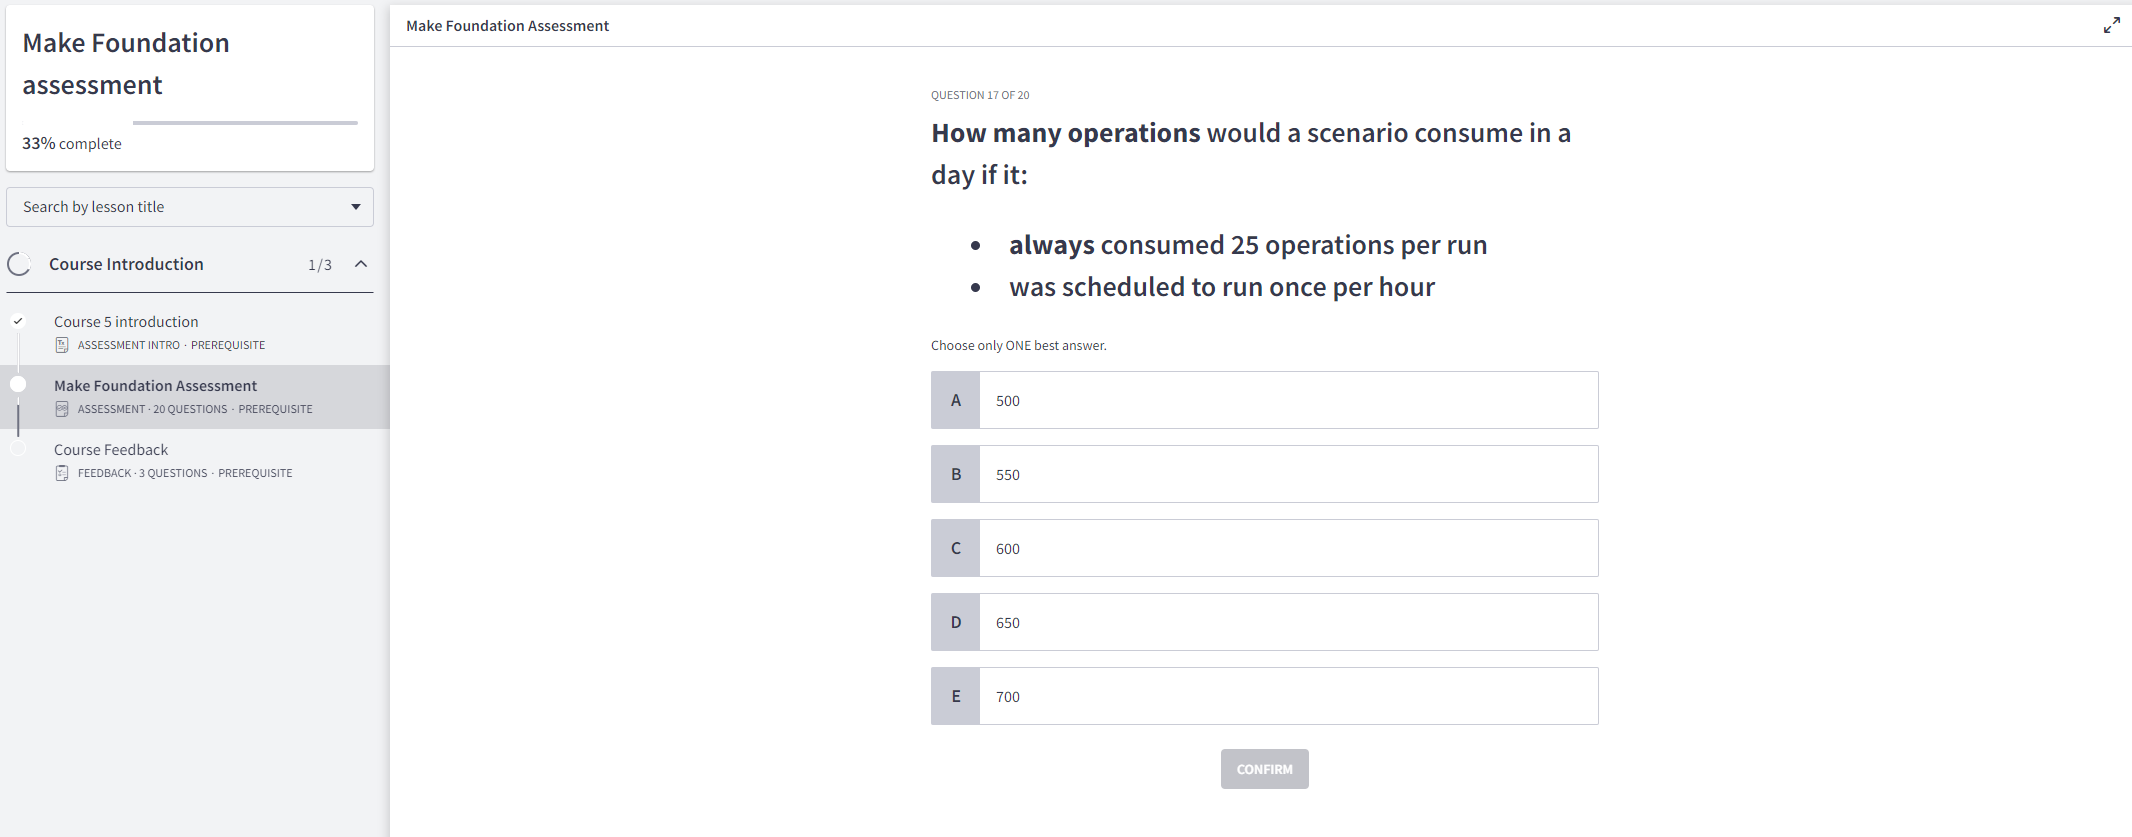 Make Foundation
assessment
33% complete
Search by lesson title
Course Introduction 1/3
Course 5 introduction
ASSESSMENT INTRO · PREREQUISITE
Make Foundation Assessment
ASSESSMENT · 20 QUESTIONS · PREREQUISITE
Course Feedback
FEEDBACK · 3 QUESTIONS · PREREQUISITE
Make Foundation Assessment
QUESTION 17 OF 20
How many operations would a scenario consume in a
day if it:
• always consumed 25 operations per run
• was scheduled to run once per hour
Choose only ONE best answer.
A 500
B 550
C 600
D 650
E 700
CONFIRM